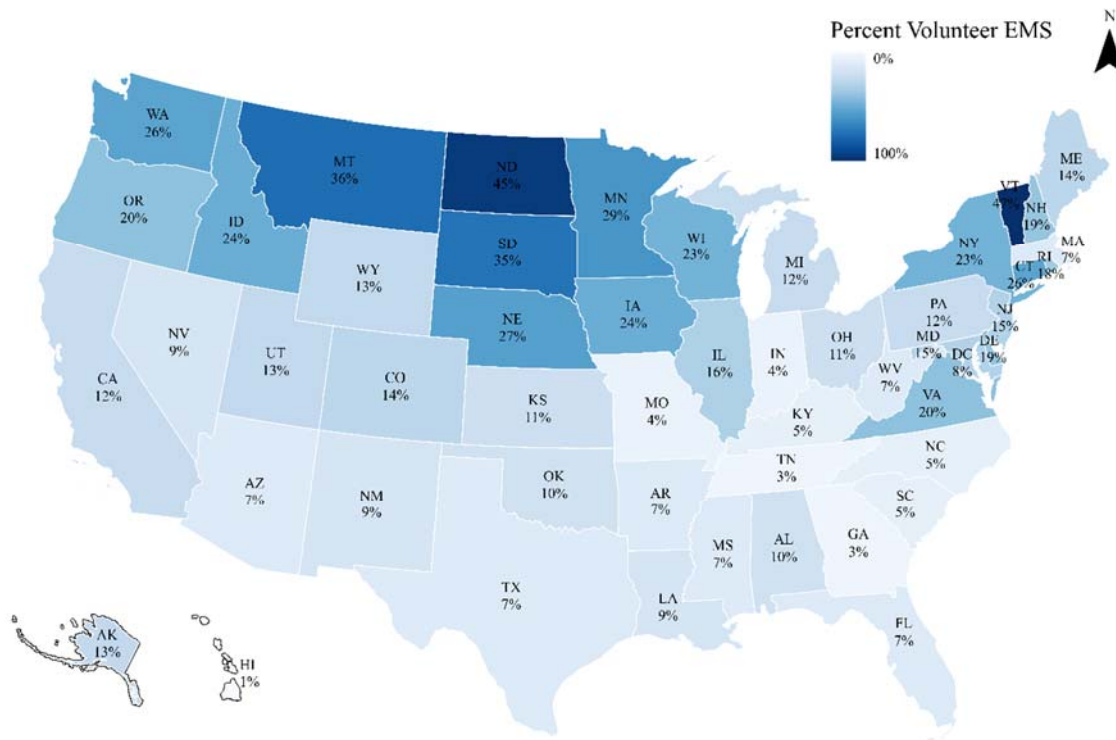 N
Percent Volunteer EMS
0%
100%
WA
26%
MT
36%
ND
45%
MN
29%
ME
14%
VT
NH
19%
OR
20%
ID
24%
SD
35%
WI
23%
MI
12%
NY
23%
MA
7%
RI
18%
CT
26%
WY
13%
NE
27%
IA
24%
PA
12%
NJ
15%
NV
9%
UT
13%
CO
14%
IL
16%
IN
4%
OH
11%
MD
15%
DE
19%
DC
8%
WV
7%
VA
20%
CA
12%
KS
11%
MO
4%
KY
5%
NC
5%
TN
3%
AZ
7%
NM
9%
OK
10%
AR
7%
SC
5%
MS
7%
AL
10%
GA
3%
TX
7%
LA
9%
FL
7%
AK
13%
HI
1%